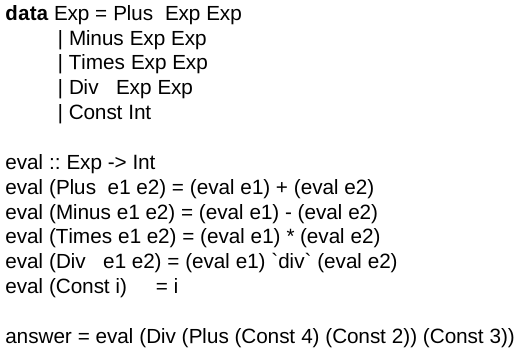 data Exp = Plus  Exp Exp
         | Minus Exp Exp
         | Times Exp Exp
         | Div   Exp Exp
         | Const Int

eval :: Exp -> Int
eval (Plus  e1 e2) = (eval e1) + (eval e2)
eval (Minus e1 e2) = (eval e1) - (eval e2)
eval (Times e1 e2) = (eval e1) * (eval e2)
eval (Div   e1 e2) = (eval e1) `div` (eval e2)
eval (Const i)     = i

answer = eval (Div (Plus (Const 4) (Const 2)) (Const 3))